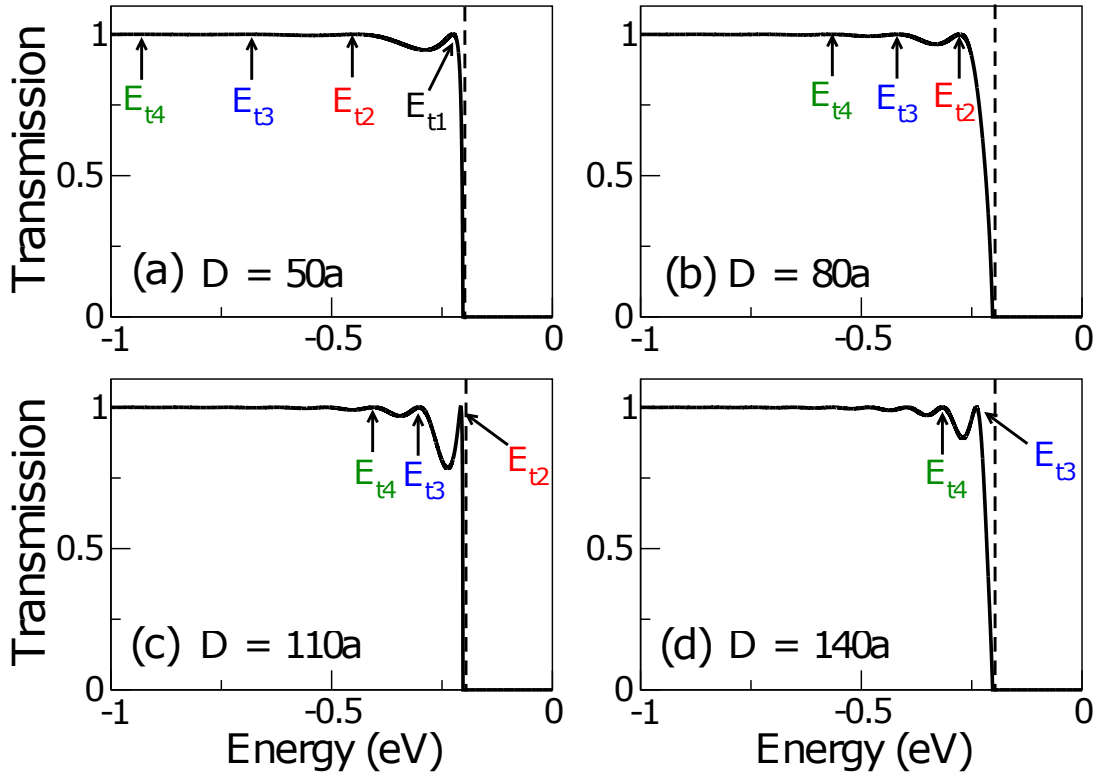 Transmission
1
0.5
0
E_t4
E_t3
E_t2
E_t1
(a) D = 50a
-1
-0.5
0
1
0.5
0
E_t4
E_t3
E_t2
(b) D = 80a
-1
-0.5
0
Transmission
1
0.5
0
E_t4
E_t3
E_t2
(c) D = 110a
-1
-0.5
0
Energy (eV)
1
0.5
0
E_t4
E_t3
(d) D = 140a
-1
-0.5
0
Energy (eV)